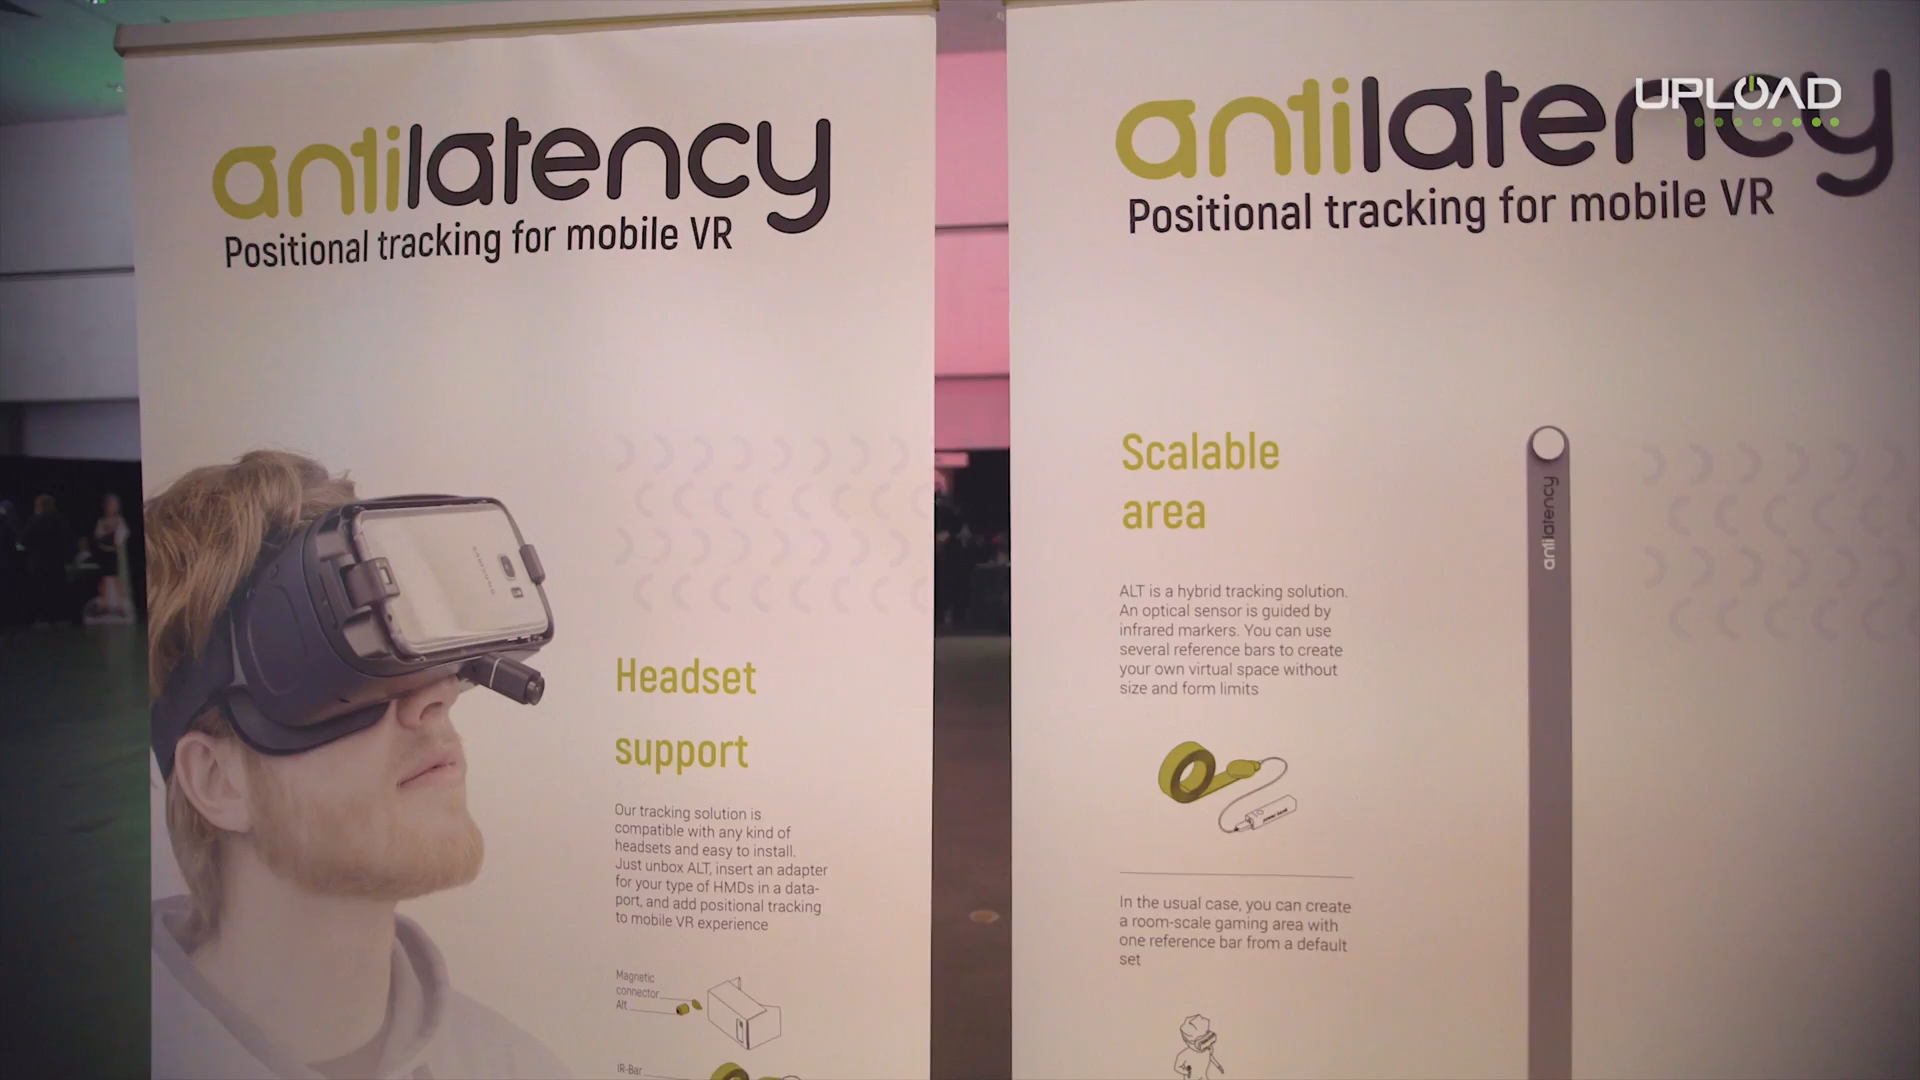 antilatency
Positional tracking for mobile VR
SAMSUNG
Headset
support
Our tracking solution is
compatible with any kind of
headsets and easy to install.
Just unbox ALT, insert an adapter
for your type of HMDs in a data-
port, and add positional tracking
to mobile VR experience
Magnetic
connector
Alt
IR-Bar
UPLOAD
antilatency
Positional tracking for mobile VR
Scalable
area
ALT is a hybrid tracking solution.
An optical sensor is guided by
infrared markers. You can use
several reference bars to create
your own virtual space without
size and form limits
power bank
In the usual case, you can create
a room-scale gaming area with
one reference bar from a default
set
antilatency